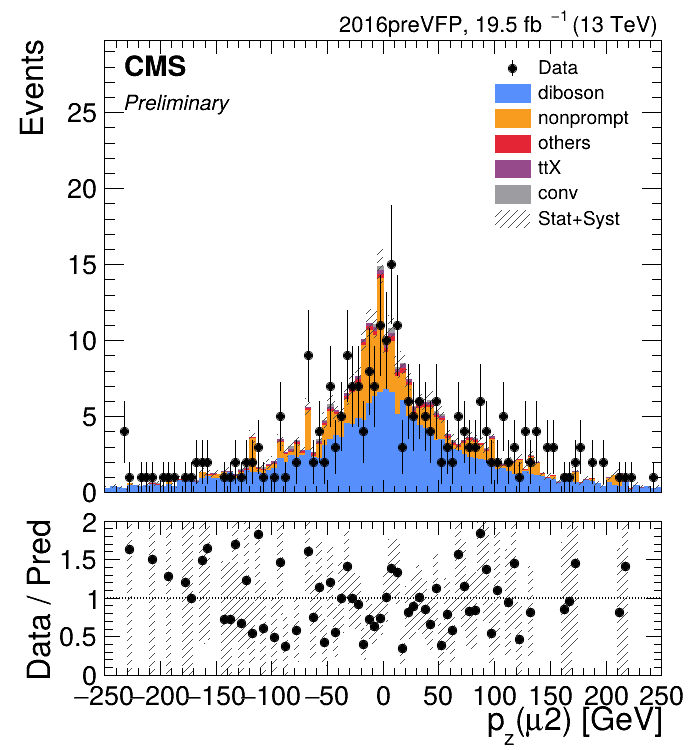 2016preVFP, 19.5 fb⁻¹ (13 TeV)
CMS
Preliminary
Events
Data
diboson
nonprompt
others
ttX
conv
Stat+Syst
25
20
15
10
5
0
Data / Pred
2
1.5
1
0.5
0
−250 −200 −150 −100 −50 0 50 100 150 200 250
p_z(μ2) [GeV]